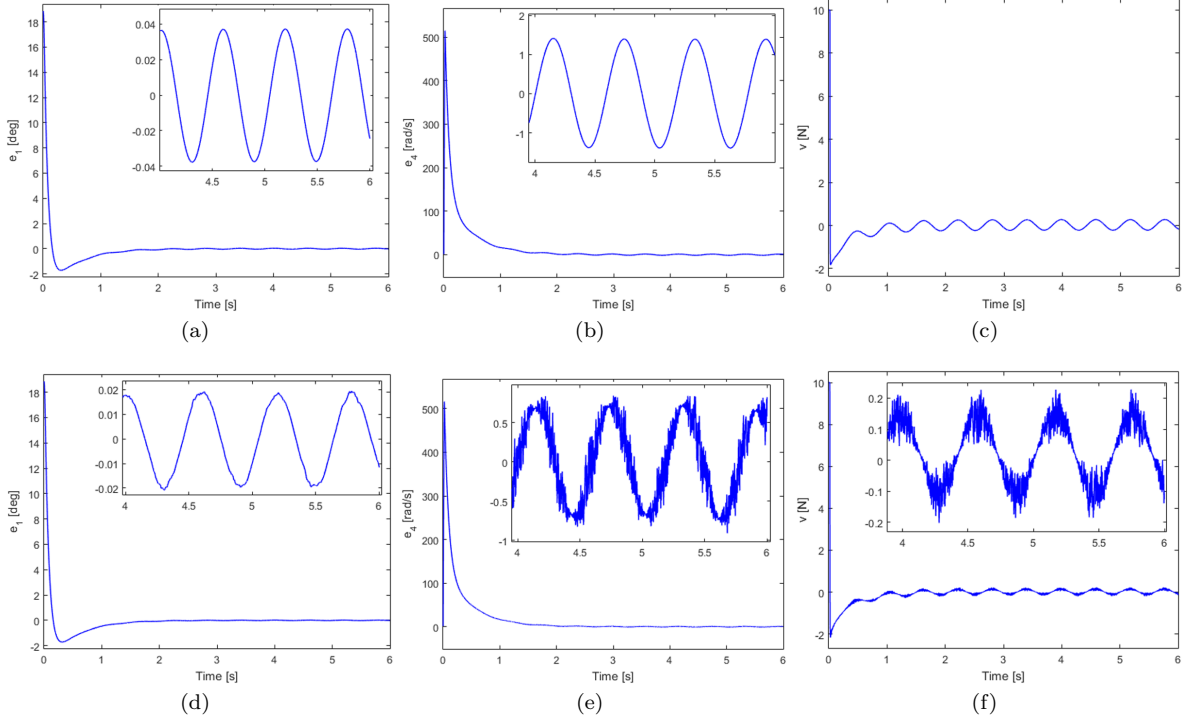 18
16
14
12
10
8
6
4
2
0
-2
e1 [deg]
0 1 2 3 4 5 6
Time [s]
0.04
0.02
0
-0.02
-0.04
4.5 5 5.5 6
(a)
500
400
300
200
100
0
e4 [rad/s]
0 1 2 3 4 5 6
Time [s]
2
1
0
-1
4 4.5 5 5.5
(b)
10
8
6
4
2
0
-2
v [N]
0 1 2 3 4 5 6
Time [s]
(c)
18
16
14
12
10
8
6
4
2
0
-2
e1 [deg]
0 1 2 3 4 5 6
Time [s]
0.02
0.01
0
-0.01
-0.02
4 4.5 5 5.5 6
(d)
500
400
300
200
100
0
e4 [rad/s]
0 1 2 3 4 5 6
Time [s]
0.5
0
-0.5
-1
4 4.5 5 5.5 6
(e)
10
8
6
4
2
0
-2
v [N]
0 1 2 3 4 5 6
Time [s]
0.2
0.1
0
-0.1
-0.2
4 4.5 5 5.5 6
(f)